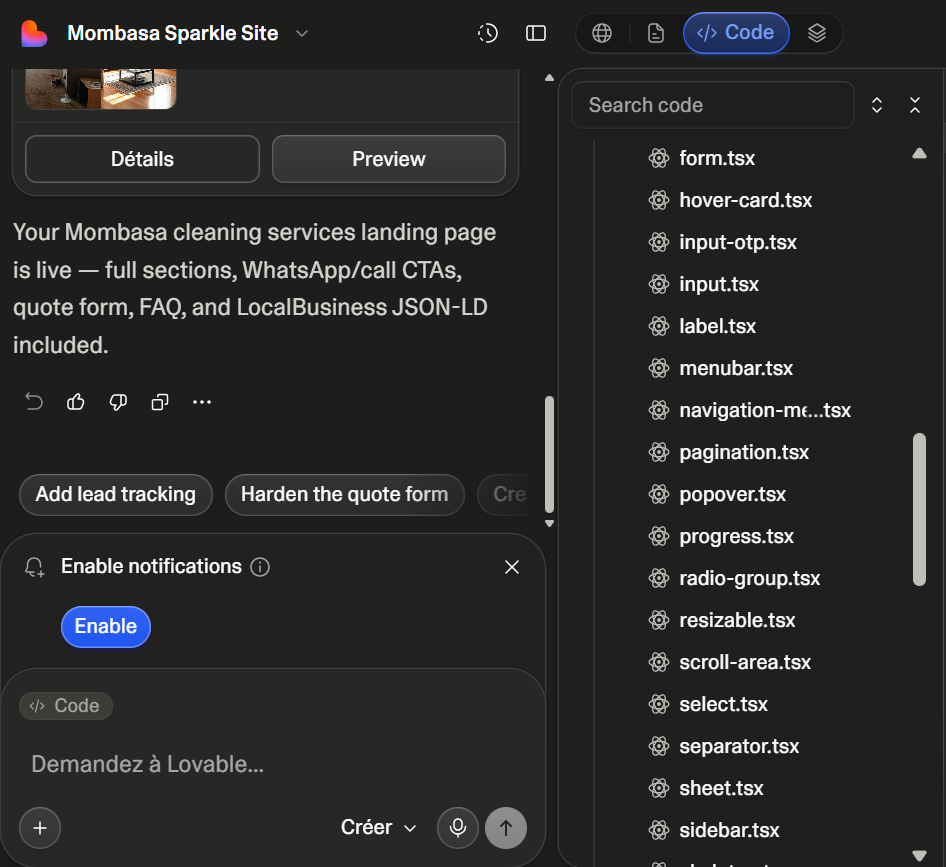 Mombasa Sparkle Site
Code
Détails
Preview
Your Mombasa cleaning services landing page
is live — full sections, WhatsApp/call CTAs,
quote form, FAQ, and LocalBusiness JSON-LD
included.
Add lead tracking
Harden the quote form
Cre
Enable notifications
Enable
Code
Demandez à Lovable...
Créer
Search code
form.tsx
hover-card.tsx
input-otp.tsx
input.tsx
label.tsx
menubar.tsx
navigation-me...tsx
pagination.tsx
popover.tsx
progress.tsx
radio-group.tsx
resizable.tsx
scroll-area.tsx
select.tsx
separator.tsx
sheet.tsx
sidebar.tsx